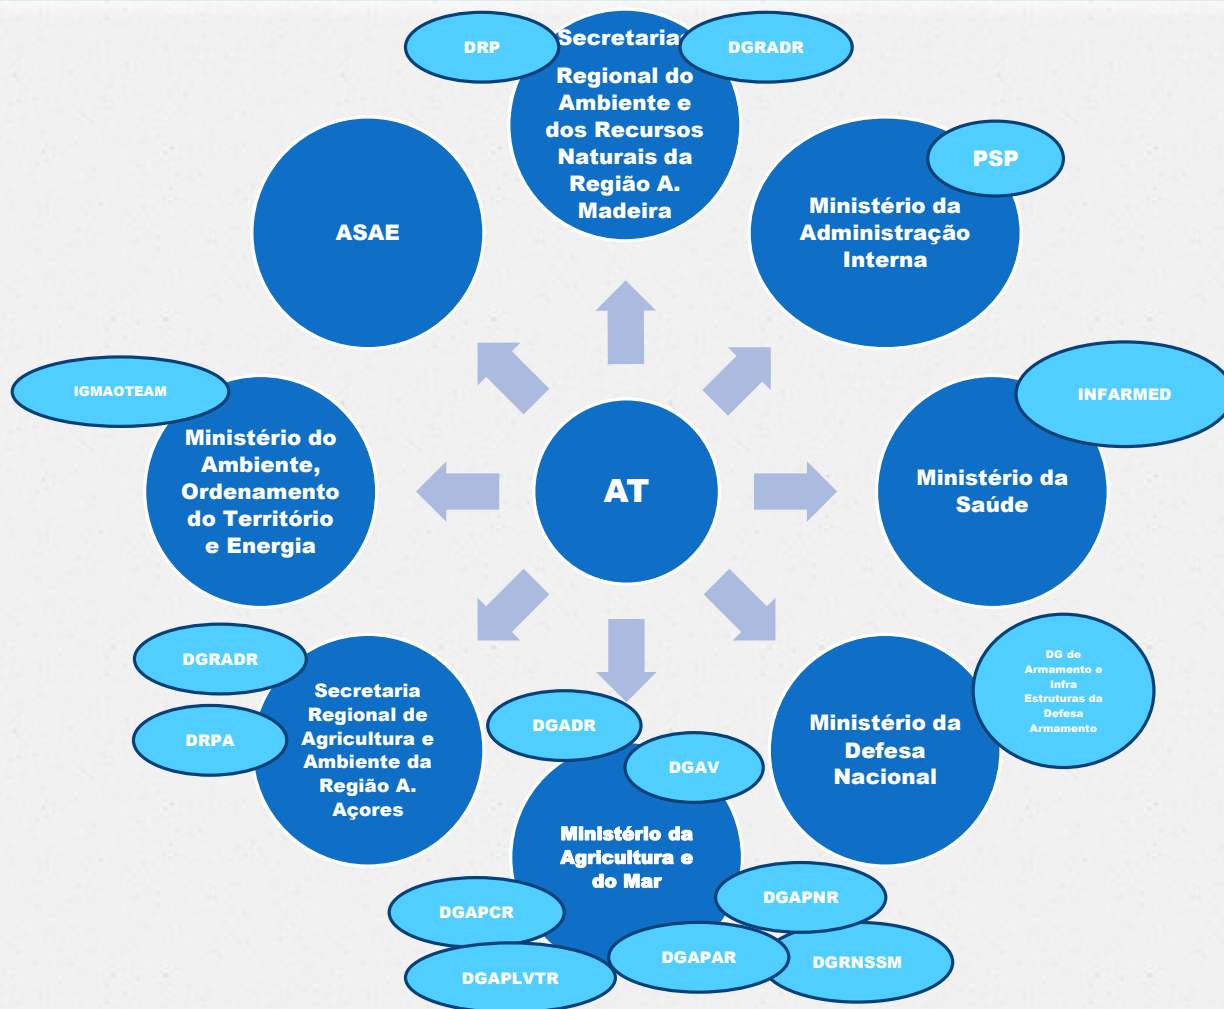 DRP
Secretaria
Regional do
Ambiente e
dos Recursos
Naturais da
Região A.
Madeira
DGRADR
ASAE
PSP
Ministério da
Administração
Interna
IGMAOTEAM
Ministério do
Ambiente,
Ordenamento
do Território
e Energia
AT
INFARMED
Ministério da
Saúde
DGRADR
DRPA
Secretaria
Regional de
Agricultura e
Ambiente da
Região A.
Açores
DGADR
DGAV
Ministério da
Agricultura e
do Mar
DG de
Armamento e
Infra
Estruturas da
Defesa
Armamento
Ministério da
Defesa
Nacional
DGAPCR
DGAPLVTR
DGAPAR
DGAPNR
DGRNSSM